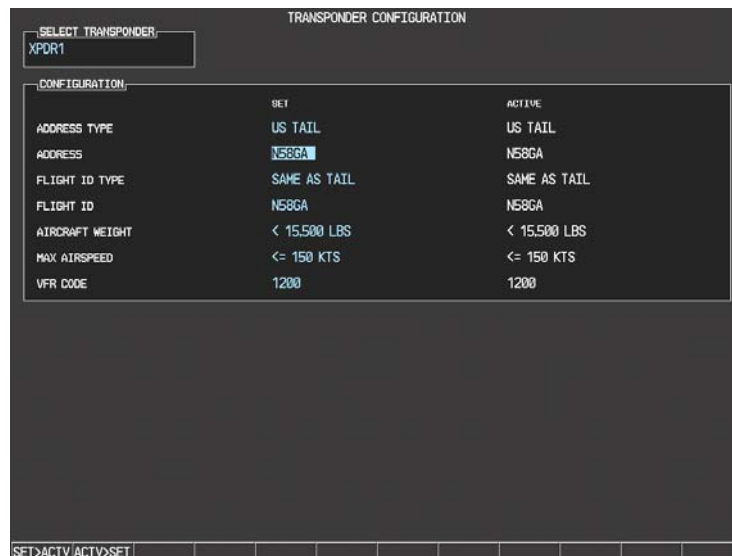 TRANSPONDER CONFIGURATION
SELECT TRANSPONDER
XPDR1
CONFIGURATION
SET ACTIVE
ADDRESS TYPE US TAIL US TAIL
ADDRESS N58GA N58GA
FLIGHT ID TYPE SAME AS TAIL SAME AS TAIL
FLIGHT ID N58GA N58GA
AIRCRAFT WEIGHT < 15,500 LBS < 15,500 LBS
MAX AIRSPEED <= 150 KTS <= 150 KTS
VFR CODE 1200 1200
SET>ACTV ACTV>SET